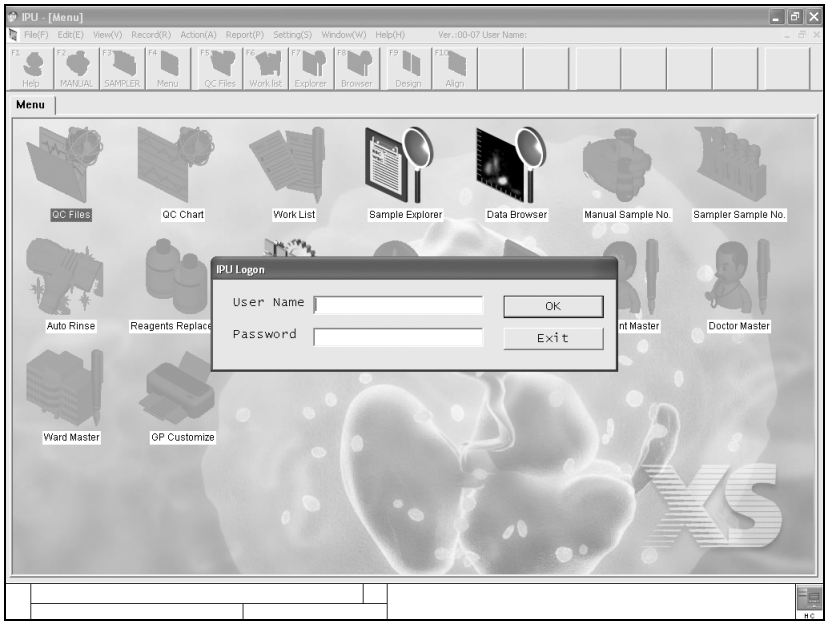 IPU - [Menu]
File(F) Edit(E) View(V) Record(R) Action(A) Report(P) Setting(S) Window(W) Help(H) Ver.:00-07 User Name:
F1 F2 F3 F4 F5 F6 F7 F8 F9 F10
Help MANUAL SAMPLER Menu QC Files Work list Explorer Browser Design Align
Menu
QC Files QC Chart Work List Sample Explorer Data Browser Manual Sample No. Sampler Sample No.
IPU Logon
User Name
OK
Password
Exit
Auto Rinse Reagents Replace nt Master Doctor Master
Ward Master GP Customize
XS
HC